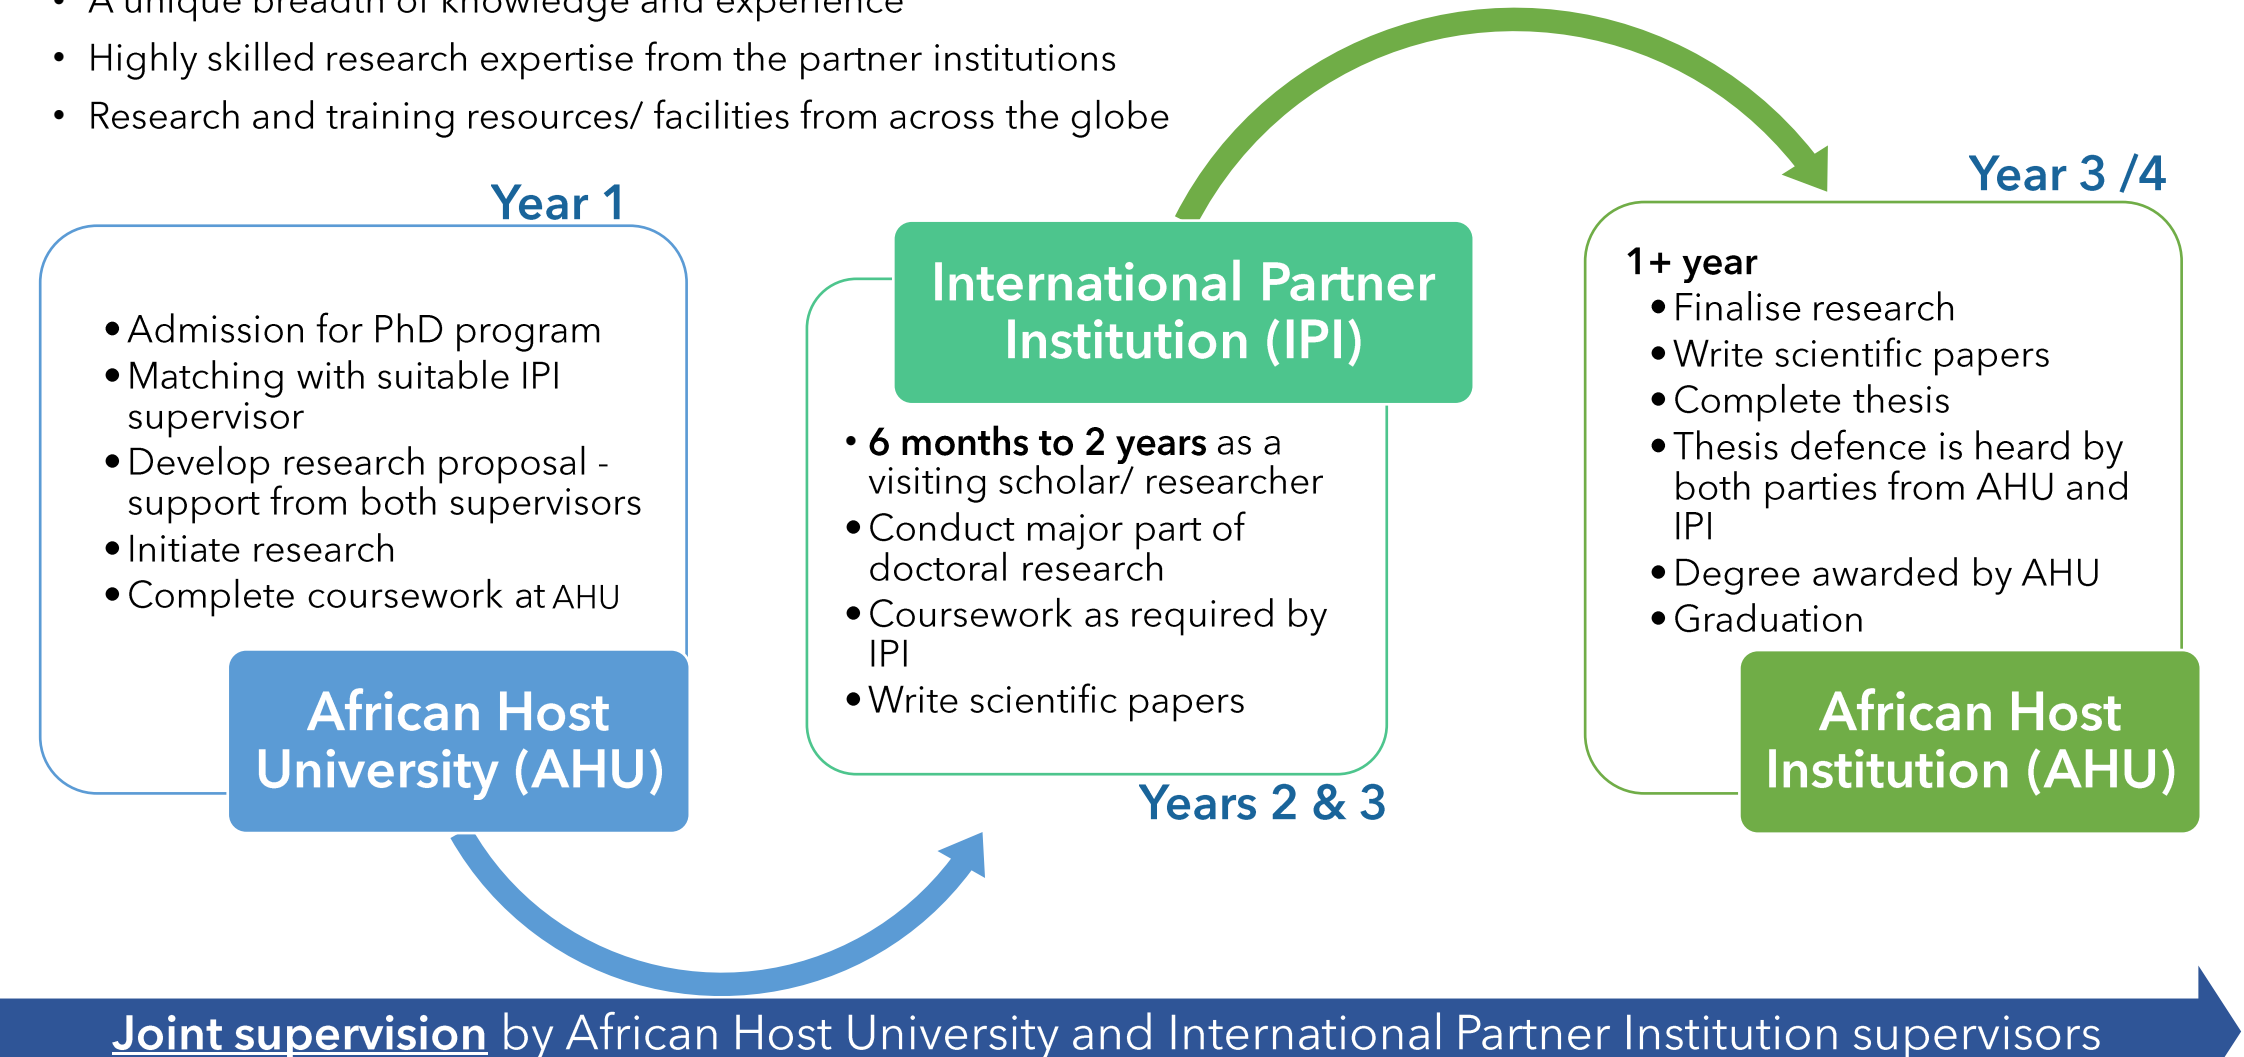 • A unique breadth of knowledge and experience
• Highly skilled research expertise from the partner institutions
• Research and training resources/ facilities from across the globe
Year 1
• Admission for PhD program
• Matching with suitable IPI
supervisor
• Develop research proposal -
support from both supervisors
• Initiate research
• Complete coursework at AHU
African Host
University (AHU)
International Partner
Institution (IPI)
• 6 months to 2 years as a
visiting scholar/ researcher
• Conduct major part of
doctoral research
• Coursework as required by
IPI
• Write scientific papers
Years 2 & 3
Year 3 /4
1+ year
• Finalise research
• Write scientific papers
• Complete thesis
• Thesis defence is heard by
both parties from AHU and
IPI
• Degree awarded by AHU
• Graduation
African Host
Institution (AHU)
Joint supervision by African Host University and International Partner Institution supervisors